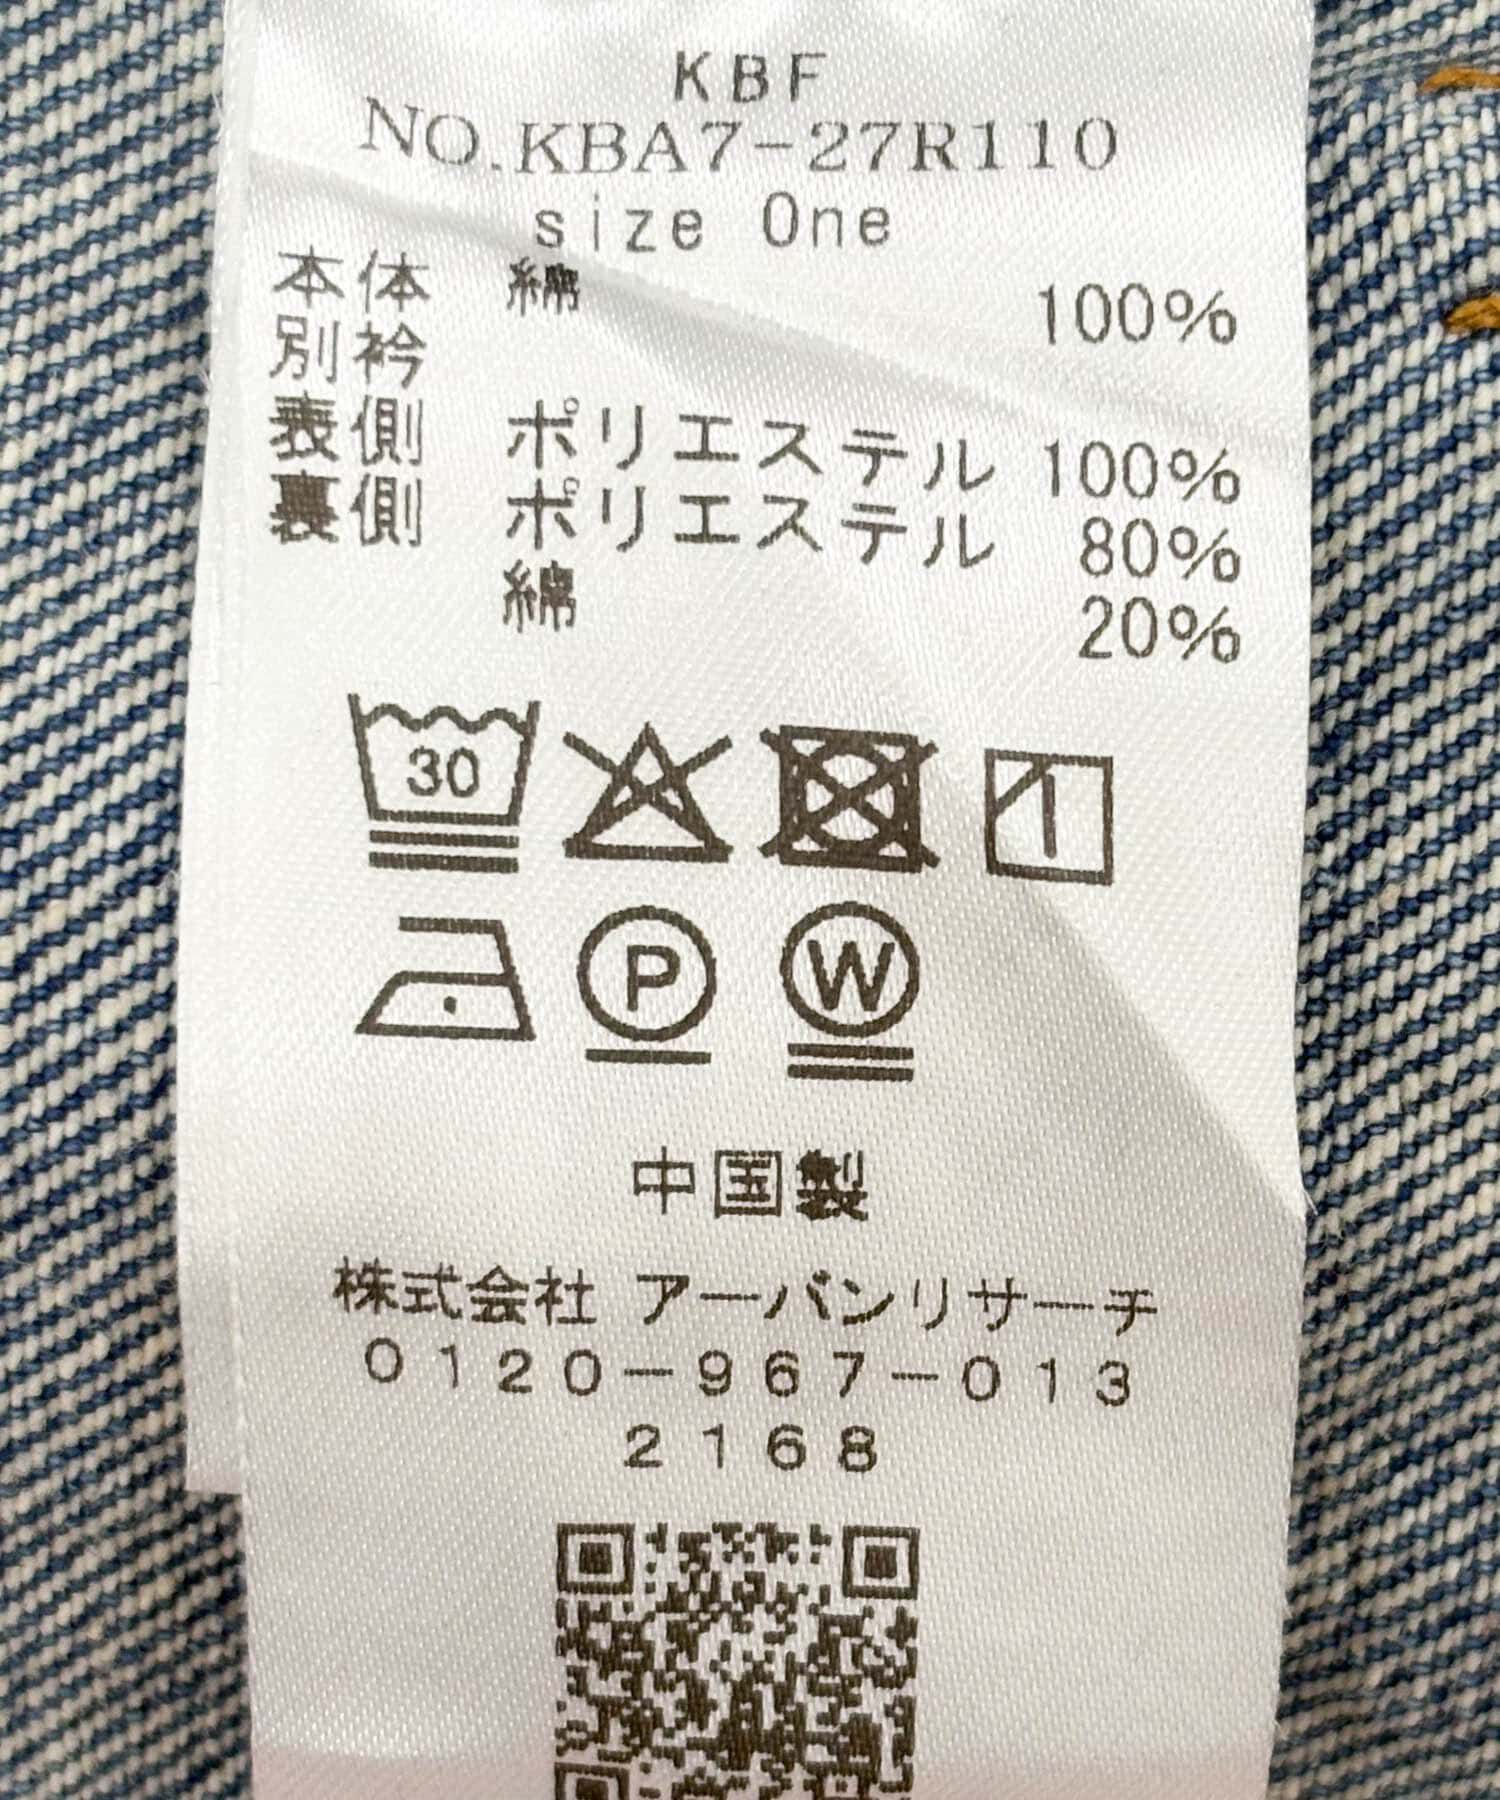 KBF
NO.KBA7-27R110
size One
本体 綿 100%
別衿
表側 ポリエステル 100%
裏側 ポリエステル 80%
綿 20%
30
P W
中国製
株式会社 アーバンリサーチ
0120-967-013
2168